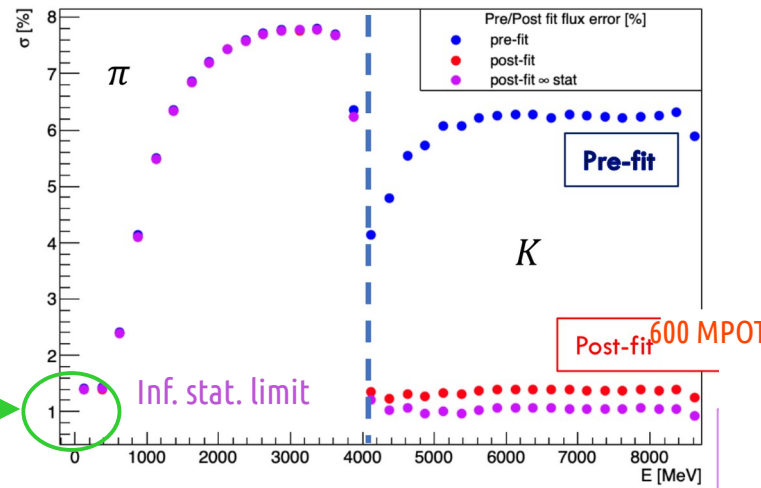 σ [%]
8
7
6
5
4
3
2
1
Pre/Post fit flux error [%]
pre-fit
post-fit
post-fit ∞ stat
π
K
Pre-fit
Post-fit
600 MPOT
Inf. stat. limit
0 1000 2000 3000 4000 5000 6000 7000 8000
E [MeV]